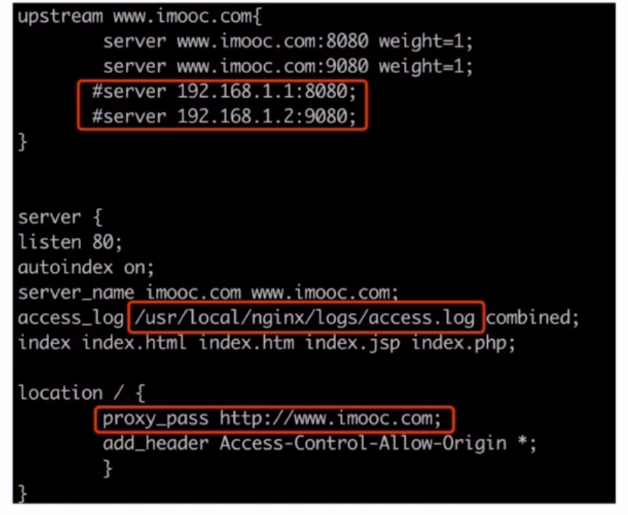 upstream www.imooc.com{
server www.imooc.com:8080 weight=1;
server www.imooc.com:9080 weight=1;
#server 192.168.1.1:8080;
#server 192.168.1.2:9080;
}
server {
listen 80;
autoindex on;
server_name imooc.com www.imooc.com;
access_log /usr/local/nginx/logs/access.log combined;
index index.html index.htm index.jsp index.php;
location / {
proxy_pass http://www.imooc.com;
add_header Access-Control-Allow-Origin *;
}
}